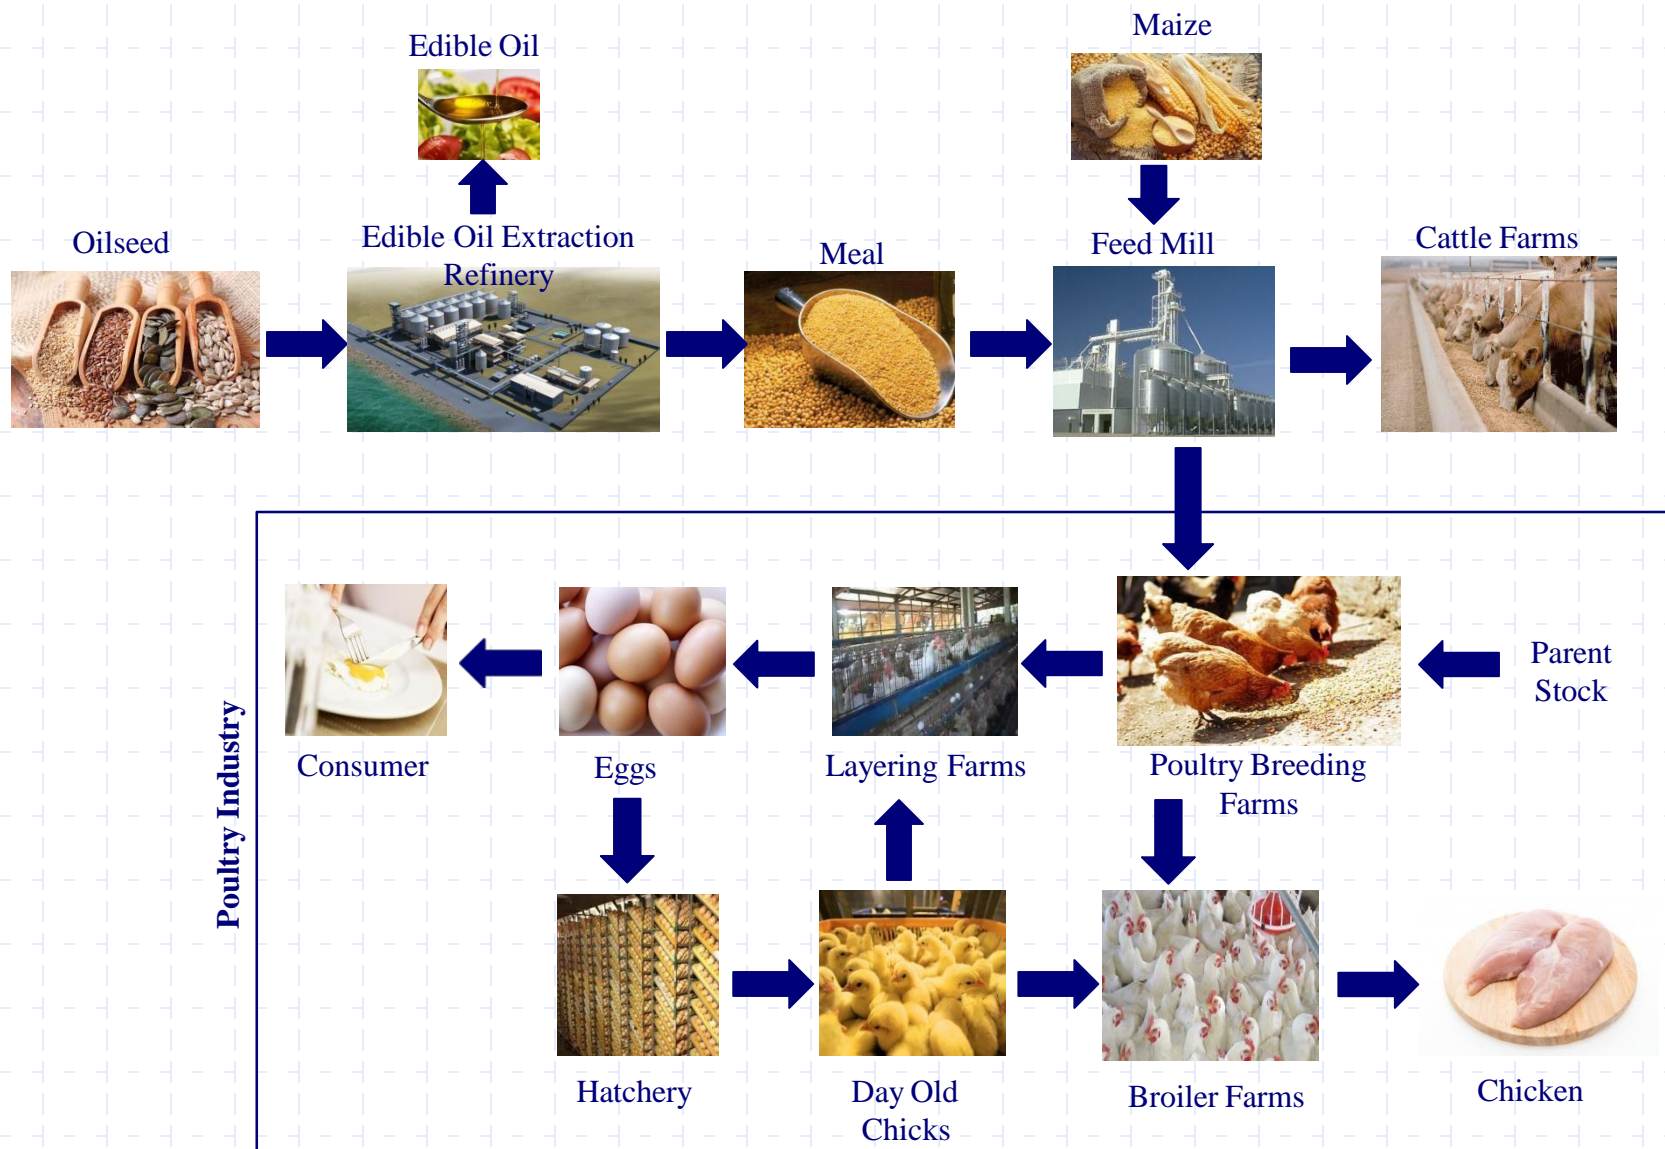 Edible Oil
Maize
Oilseed
Edible Oil Extraction
Refinery
Meal
Feed Mill
Cattle Farms
Poultry Industry
Parent
Stock
Consumer
Eggs
Layering Farms
Poultry Breeding
Farms
Hatchery
Day Old
Chicks
Broiler Farms
Chicken